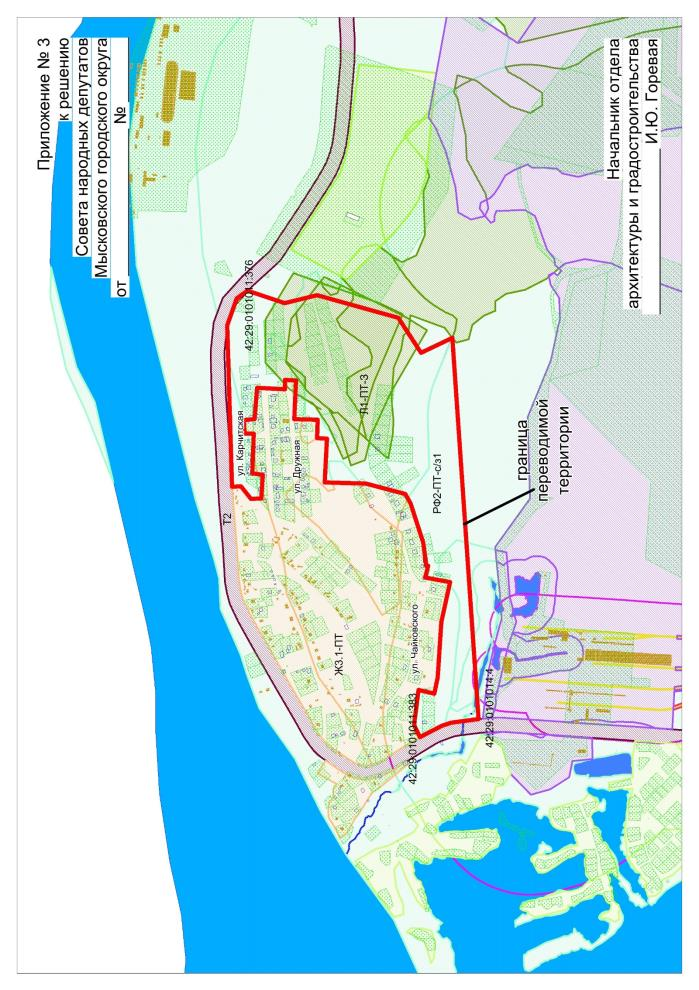 Приложение № 3
к решению
Совета народных депутатов
Мысковского городского округа
от № 
Начальник отдела
архитектуры и градостроительства
И.Ю. Горевая
42:29:0101011:376
ул. Карчитская
ул. Дружная
Т2
Л1-ПТ-3
РФ2-ПТ-с/з1
граница
переводимой
территории
Ж3.1-ПТ
ул. Чайковского
42:29:0101011:383
42:29:0101014:4